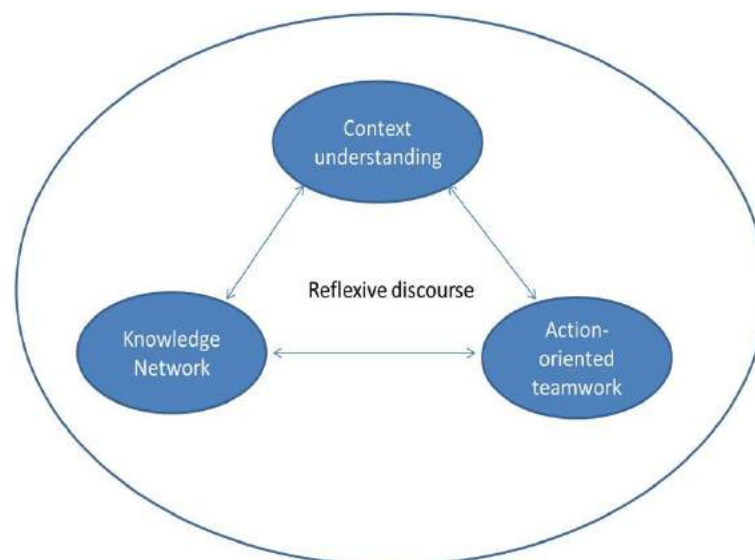 Context
understanding
Reflexive discourse
Knowledge
Network
Action-
oriented
teamwork